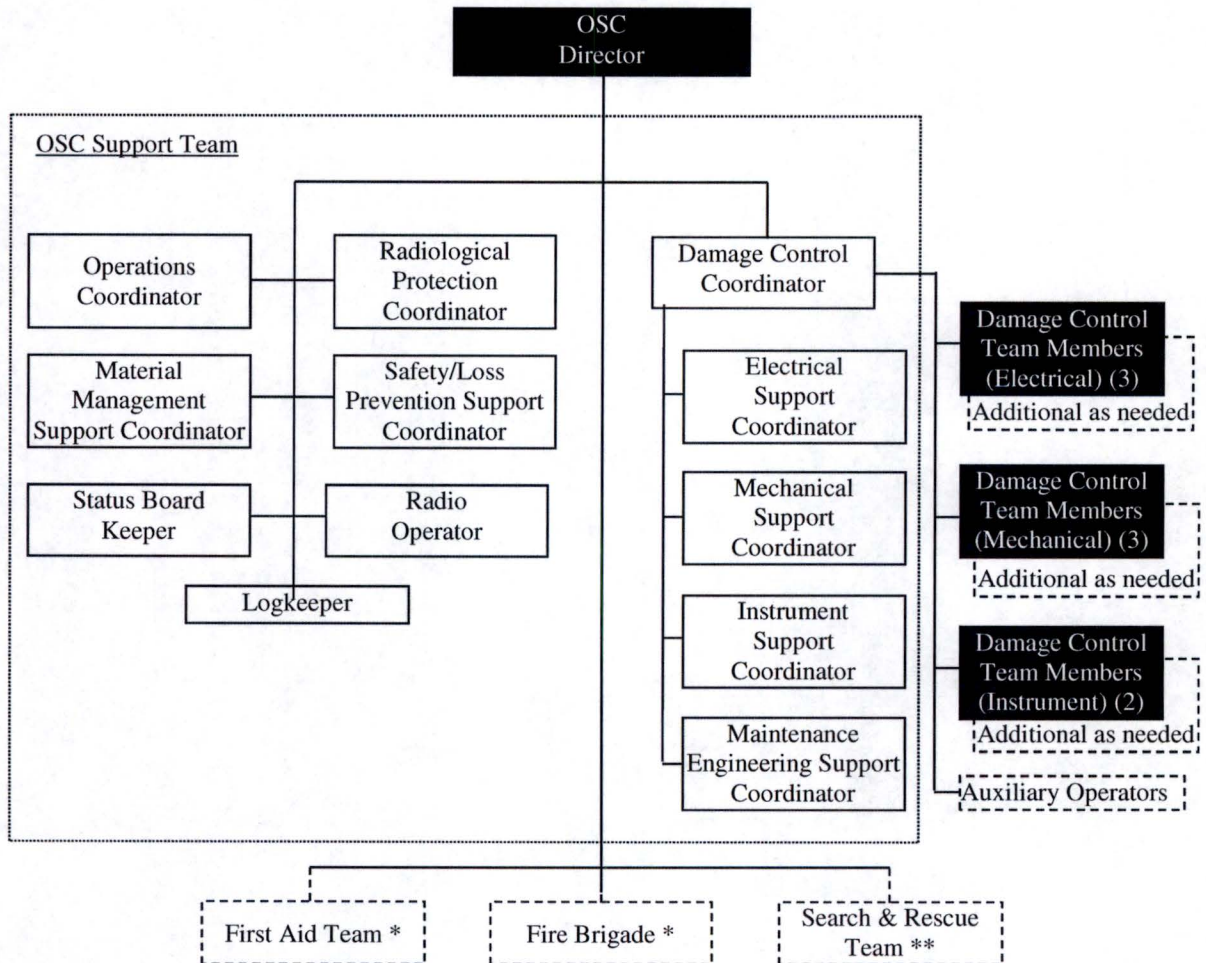 OSC
Director
OSC Support Team
Operations
Coordinator
Radiological
Protection
Coordinator
Material
Management
Support Coordinator
Safety/Loss
Prevention Support
Coordinator
Status Board
Keeper
Radio
Operator
Logkeeper
Damage Control
Coordinator
Electrical
Support
Coordinator
Mechanical
Support
Coordinator
Instrument
Support
Coordinator
Maintenance
Engineering Support
Coordinator
Damage Control
Team Members
(Electrical) (3)
Additional as needed
Damage Control
Team Members
(Mechanical) (3)
Additional as needed
Damage Control
Team Members
(Instrument) (2)
Additional as needed
Auxiliary Operators
First Aid Team *
Fire Brigade *
Search & Rescue
Team **